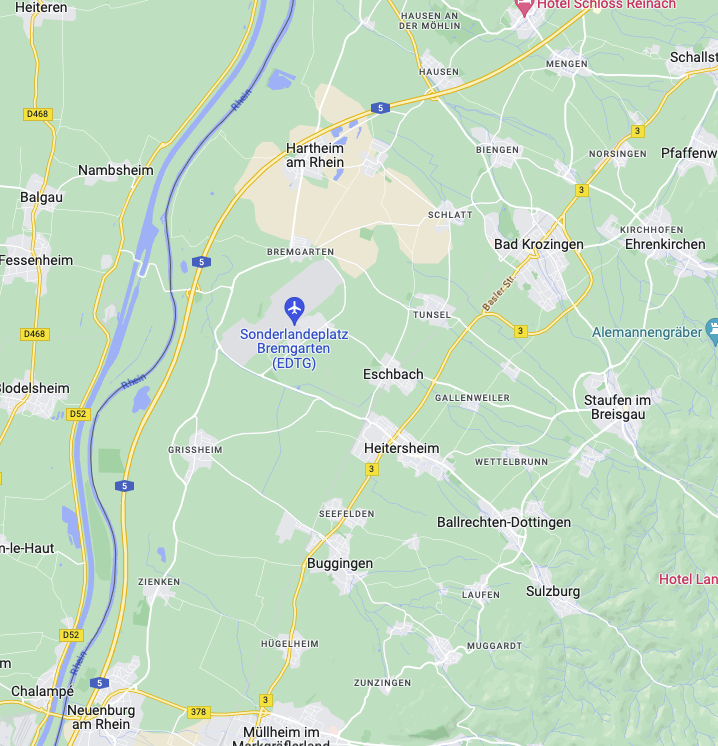 Heiteren
Hotel Schloss Reinach
HAUSEN AN
DER MÖHLIN
Schallst
MENGEN
HAUSEN
Rhein
5
D468
3
Hartheim
am Rhein
BIENGEN
NORSINGEN
Pfaffenw
Nambsheim
3
Balgau
SCHLATT
KIRCHHOFEN
Bad Krozingen
Ehrenkirchen
BREMGARTEN
Fessenheim
5
Basler Str.
TUNSEL
3
D468
Sonderlandeplatz
Bremgarten
(EDTG)
Alemannengräber
Rhein
Eschbach
Blodelsheim
GALLENWEILER
Staufen im
Breisgau
D52
GRISSHEIM
Heitersheim
3
WETTELBRUNN
5
SEEFELDEN
Ballrechten-Dottingen
n-le-Haut
Buggingen
ZIENKEN
Hotel Lan
LAUFEN
Sulzburg
D52
HÜGELHEIM
MUGGARDT
Rhein
m
5
ZUNZINGEN
Chalampé
3
Neuenburg
am Rhein
378
Müllheim im
Markgräflerland